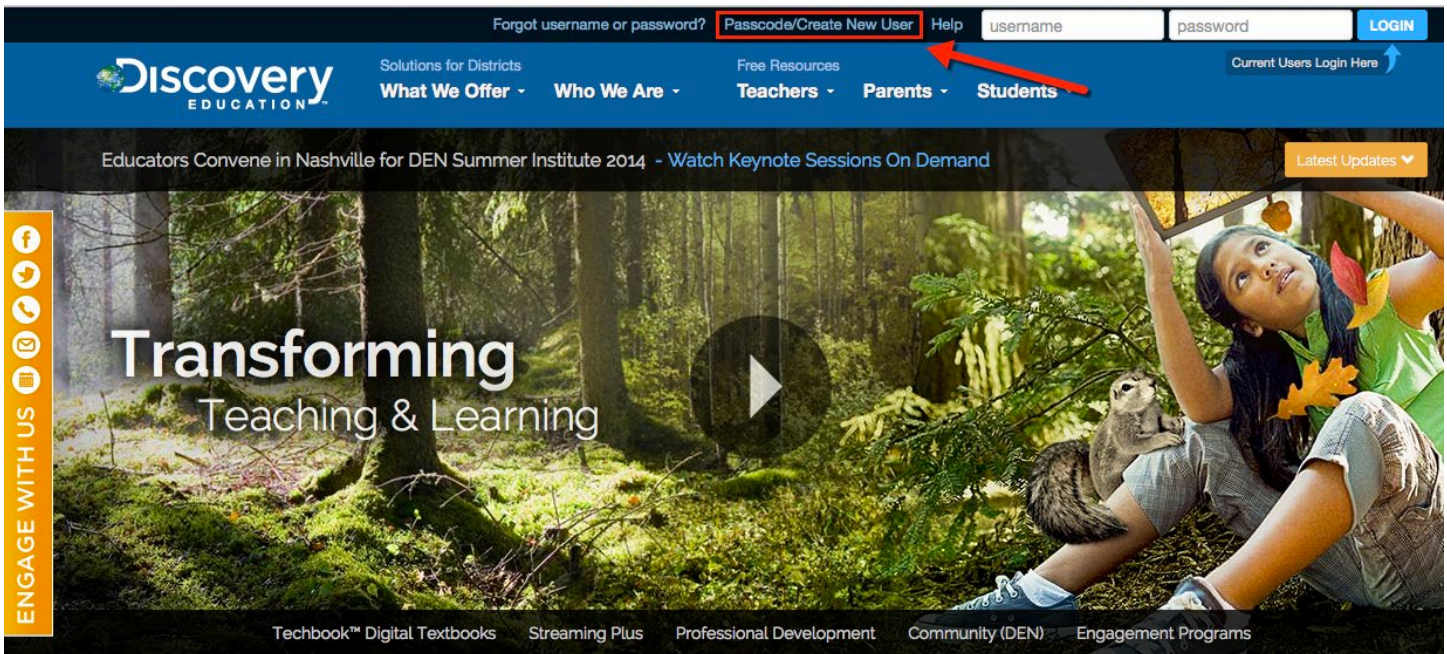 Forgot username or password? Passcode/Create New User Help username password LOGIN
Current Users Login Here
DISCOVERY
EDUCATION™
Solutions for Districts
What We Offer Who We Are
Free Resources
Teachers Parents Students
Educators Convene in Nashville for DEN Summer Institute 2014 - Watch Keynote Sessions On Demand
Latest Updates
ENGAGE WITH US
Transforming
Teaching & Learning
Techbook™ Digital Textbooks Streaming Plus Professional Development Community (DEN) Engagement Programs